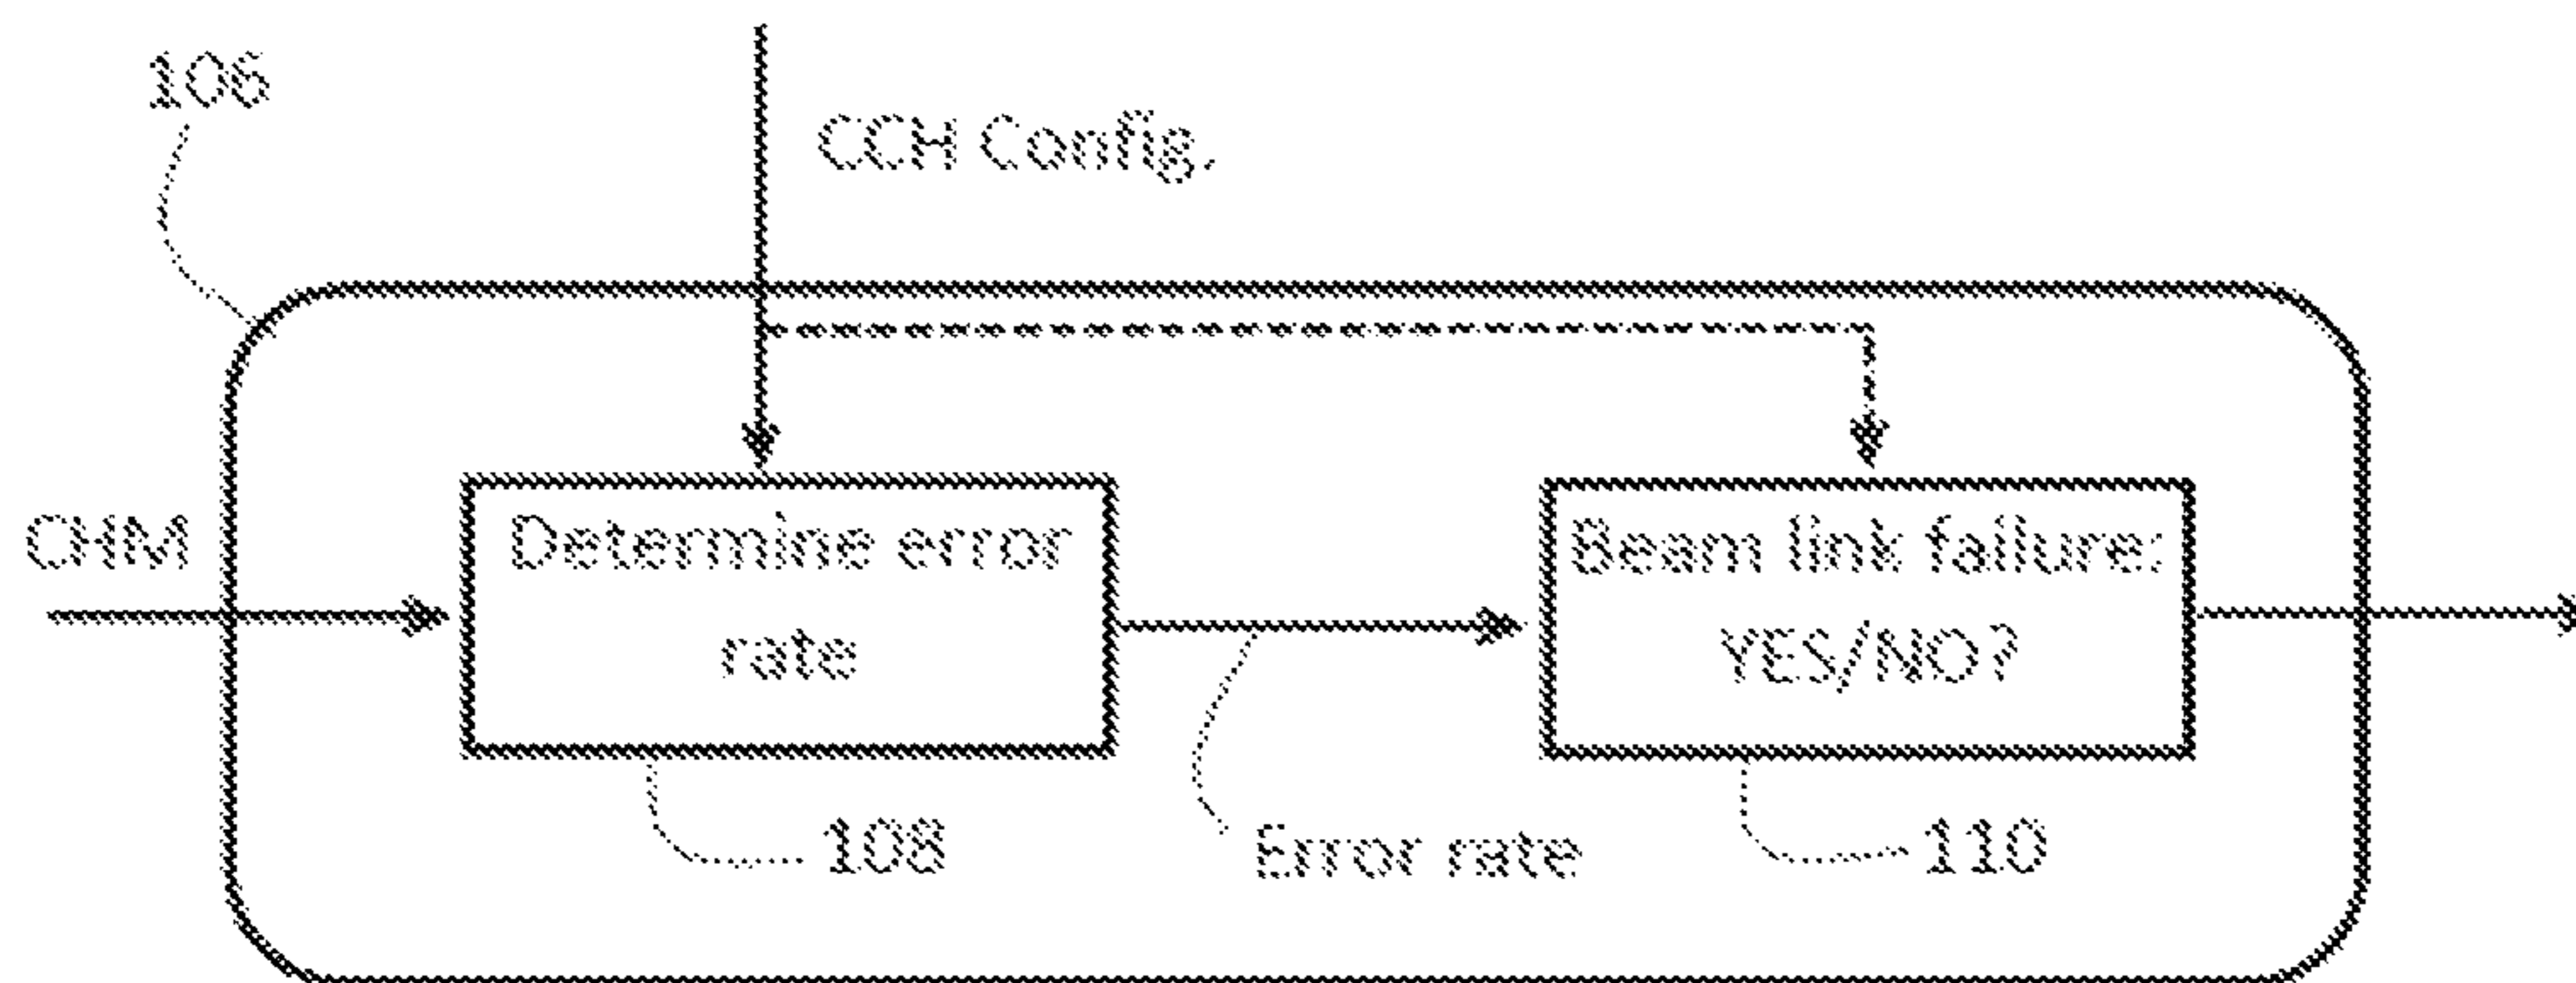 106
CCH Config.
CHM
Determine error
rate
Beam link failure:
YES/NO?
108
Error rate
110